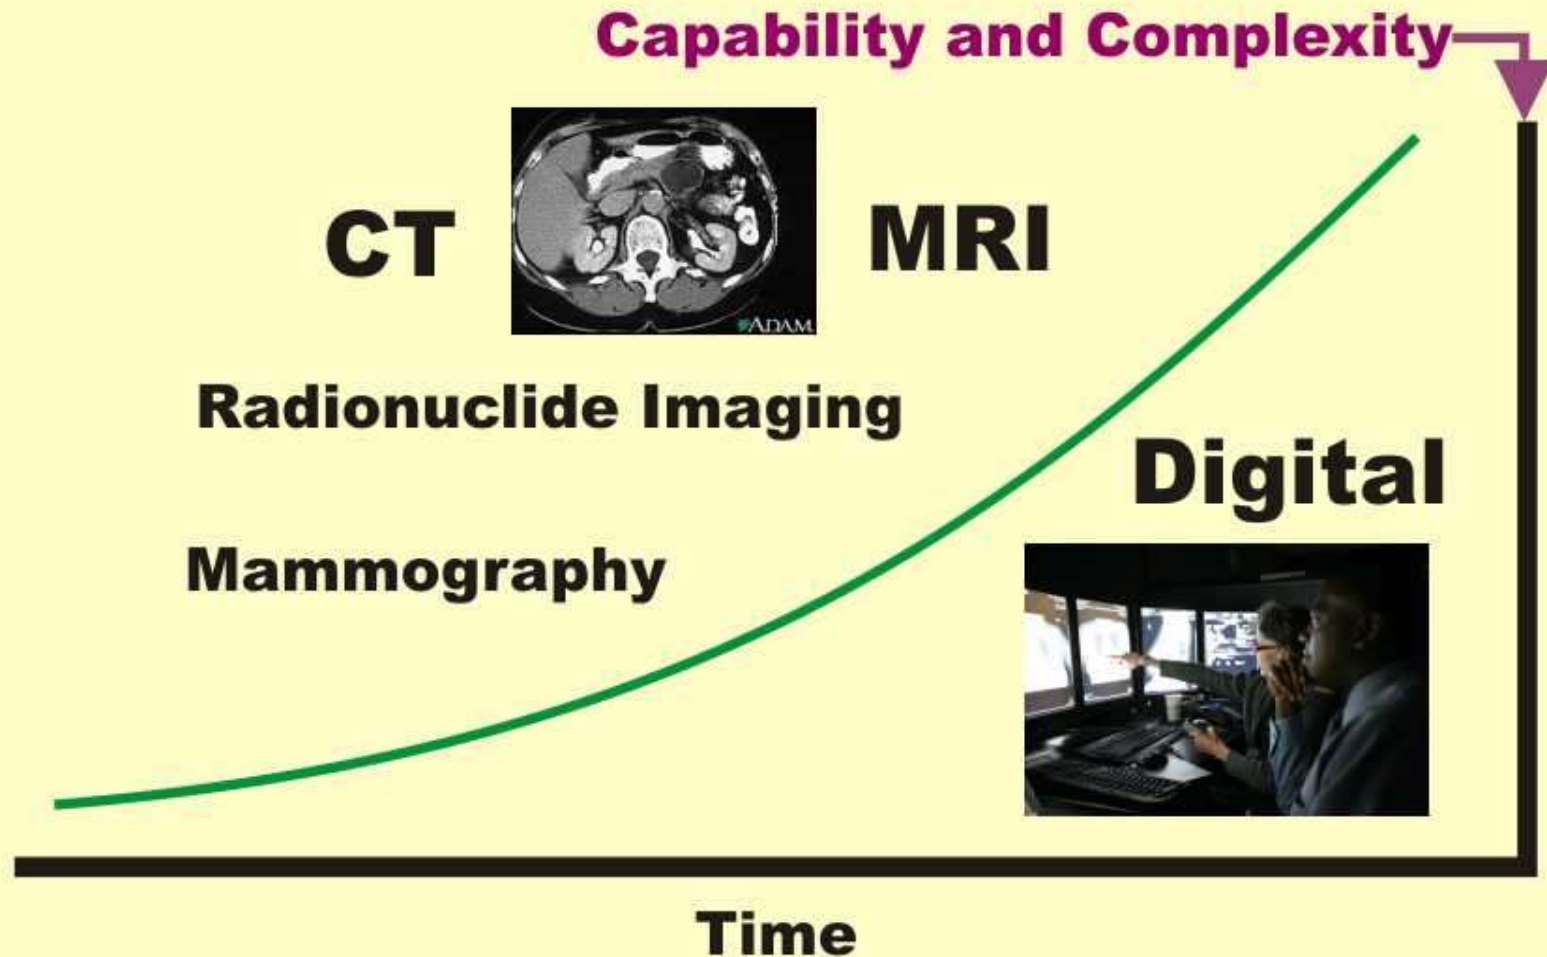 Capability and Complexity
CT
MRI
ADAM
Radionuclide Imaging
Digital
Mammography
Time